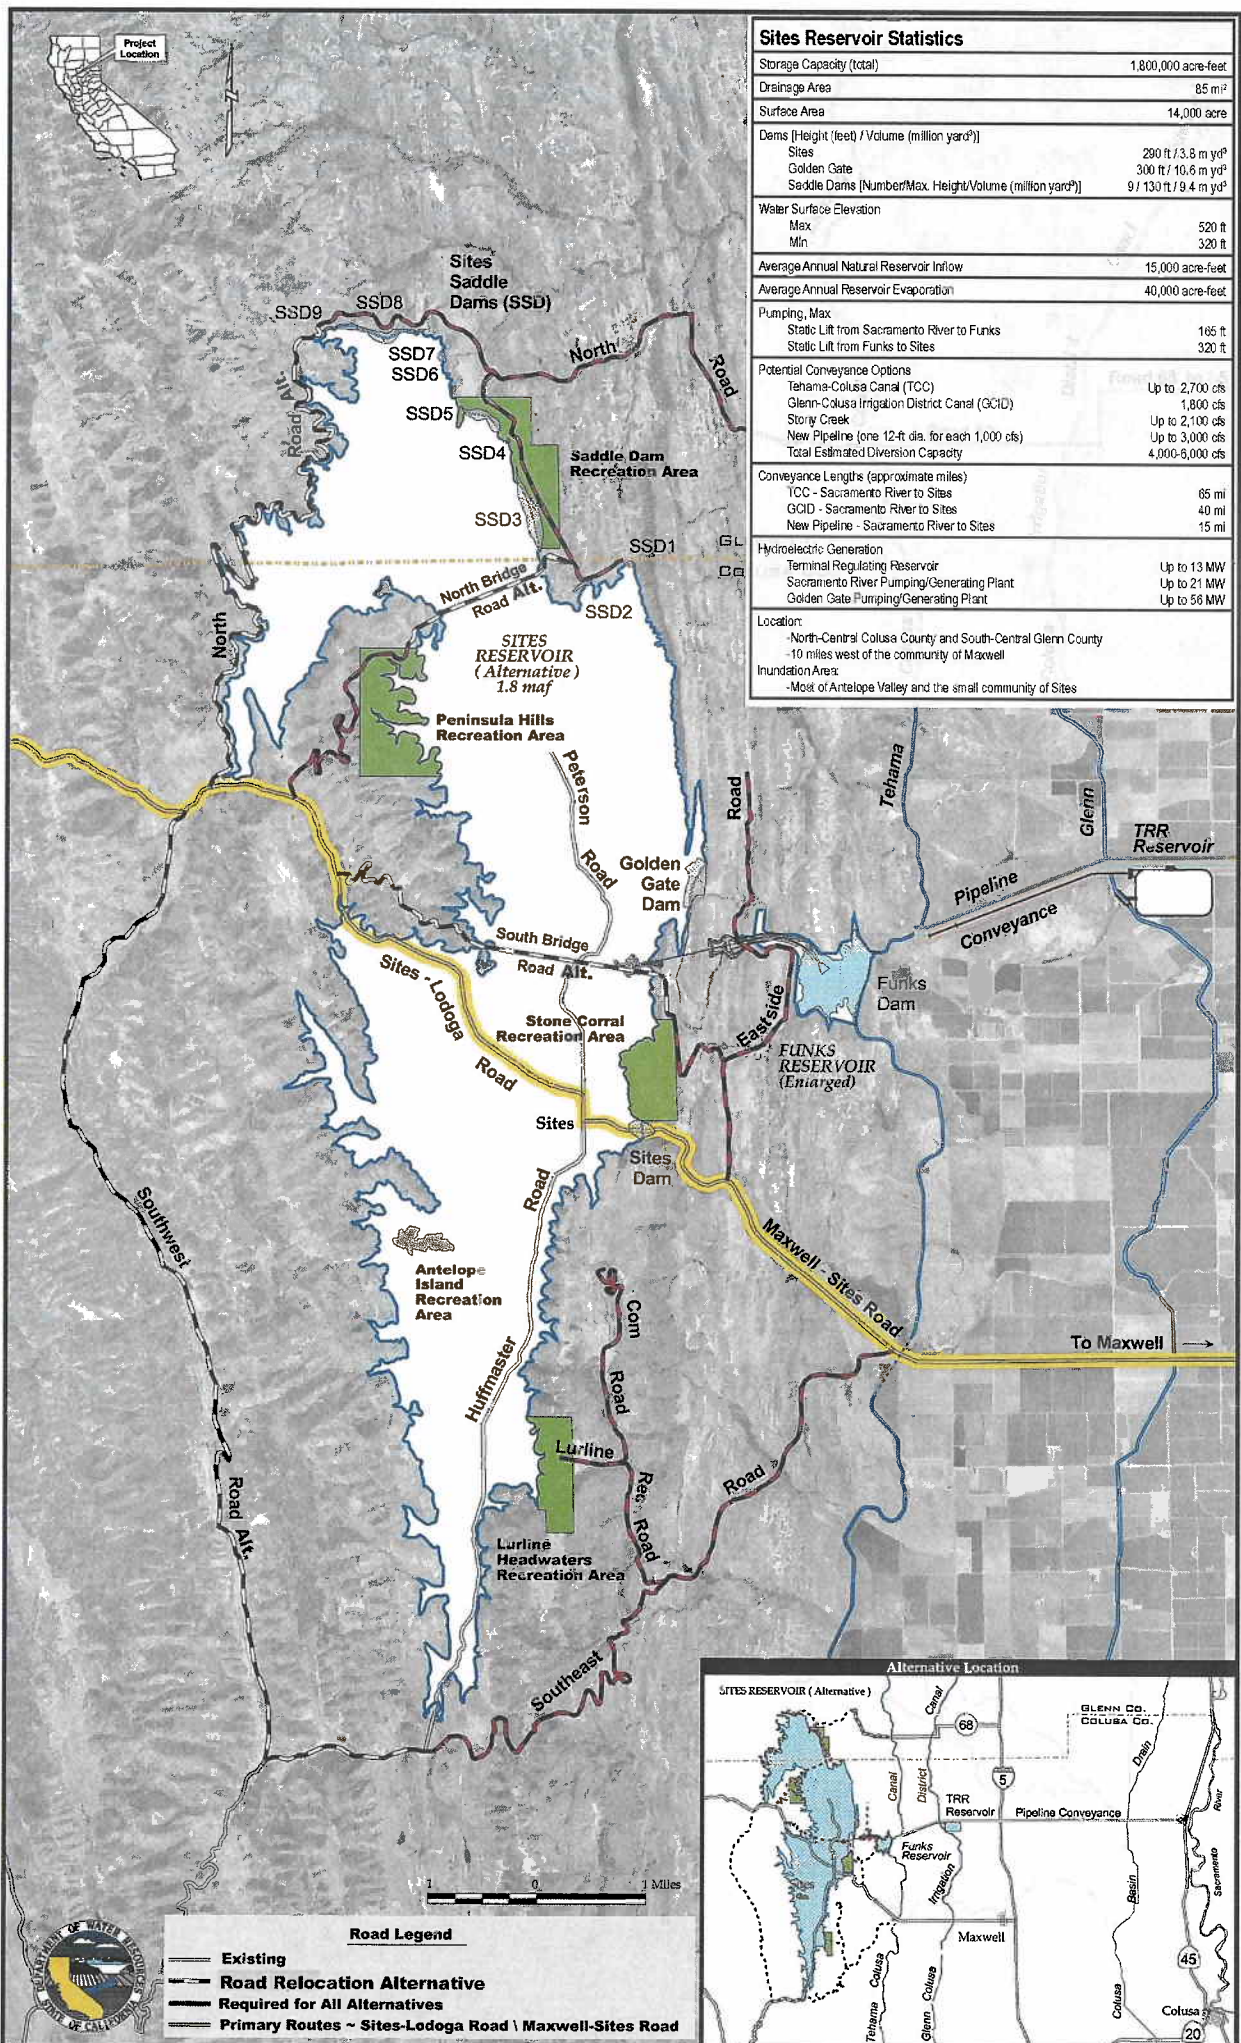 Project
Location
N
Sites Reservoir Statistics
Storage Capacity (total) 1,800,000 acre-feet
Drainage Area 85 mi²
Surface Area 14,000 acre
Dams [Height (feet) / Volume (million yard³)]
Sites 290 ft / 3.8 m yd³
Golden Gate 300 ft / 10.6 m yd³
Saddle Dams [Number/Max. Height/Volume (million yard³)] 9 / 130 ft / 9.4 m yd³
Water Surface Elevation
Max 520 ft
Min 320 ft
Average Annual Natural Reservoir Inflow 15,000 acre-feet
Average Annual Reservoir Evaporation 40,000 acre-feet
Pumping, Max
Static Lift from Sacramento River to Funks 165 ft
Static Lift from Funks to Sites 320 ft
Potential Conveyance Options
Tehama-Colusa Canal (TCC) Up to 2,700 cfs
Glenn-Colusa Irrigation District Canal (GCID) 1,800 cfs
Stony Creek Up to 2,100 cfs
New Pipeline (one 12-ft dia. for each 1,000 cfs) Up to 3,000 cfs
Total Estimated Diversion Capacity 4,000-6,000 cfs
Conveyance Lengths (approximate miles)
TCC - Sacramento River to Sites 65 mi
GCID - Sacramento River to Sites 40 mi
New Pipeline - Sacramento River to Sites 15 mi
Hydroelectric Generation
Terminal Regulating Reservoir Up to 13 MW
Sacramento River Pumping/Generating Plant Up to 21 MW
Golden Gate Pumping/Generating Plant Up to 56 MW
Location:
-North-Central Colusa County and South-Central Glenn County
-10 miles west of the community of Maxwell
Inundation Area:
-Most of Antelope Valley and the small community of Sites
Sites
Saddle
Dams (SSD)
SSD9
SSD8
SSD7
SSD6
SSD5
SSD4
SSD3
SSD1
SSD2
North
Road
Road Alt.
North
Saddle Dam
Recreation Area
GL
Co
North Bridge
Road Alt.
SITES
RESERVOIR
( Alternative )
1.8 maf
Peninsula Hills
Recreation Area
Peterson
Road
Golden
Gate
Dam
Road
Tehama
Glenn
TRR
Reservoir
Pipeline
Conveyance
South Bridge
Road Alt.
Sites - Lodoga
Road
Stone Corral
Recreation Area
Eastside
Funks
Dam
FUNKS
RESERVOIR
(Enlarged)
Sites
Sites
Dam
Road
Southwest
Maxwell - Sites Road
Antelope
Island
Recreation
Area
Com
Road
To Maxwell
Huffmaster
Lurline
Rec
Road
Road
Road
Alt.
Lurline
Headwaters
Recreation Area
Southeast
1 0 1 Miles
Alternative Location
SITES RESERVOIR ( Alternative )
Canal
68
GLENN CO.
COLUSA CO.
Drain
Canal
District
5
TRR
Reservoir
Pipeline Conveyance
River
Funks
Reservoir
Irrigation
Basin
Sacramento
Maxwell
45
Tehama Colusa
Glenn Colusa
Colusa
Colusa
20
DEPARTMENT OF WATER RESOURCES
STATE OF CALIFORNIA
Road Legend
Existing
Road Relocation Alternative
Required for All Alternatives
Primary Routes ~ Sites-Lodoga Road \ Maxwell-Sites Road